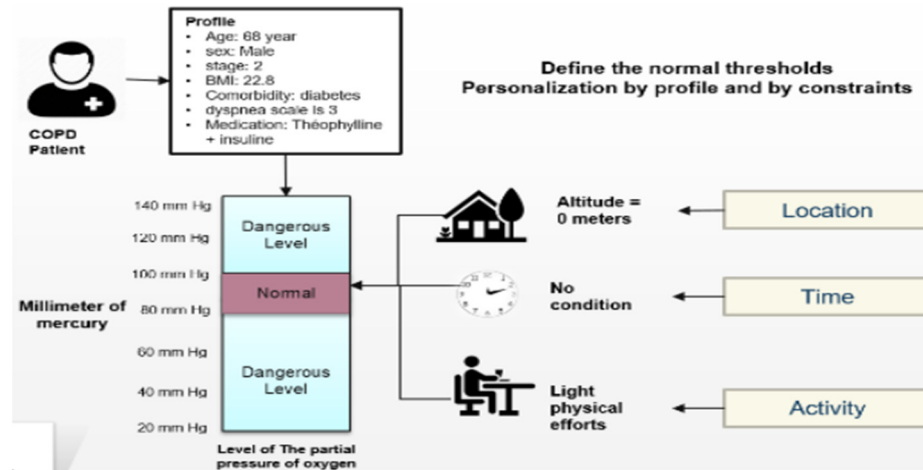 Profile
• Age: 68 year
• sex: Male
• stage: 2
• BMI: 22.8
• Comorbidity: diabetes
• dyspnea scale Is 3
• Medication: Théophylline
+ insuline
COPD
Patient
Define the normal thresholds
Personalization by profile and by constraints
140 mm Hg
120 mm Hg
100 mm Hg
80 mm Hg
60 mm Hg
40 mm Hg
20 mm Hg
Millimeter of
mercury
Dangerous
Level
Normal
Dangerous
Level
Level of The partial
pressure of oxygen
Altitude =
0 meters
Location
No
condition
Time
Light
physical
efforts
Activity